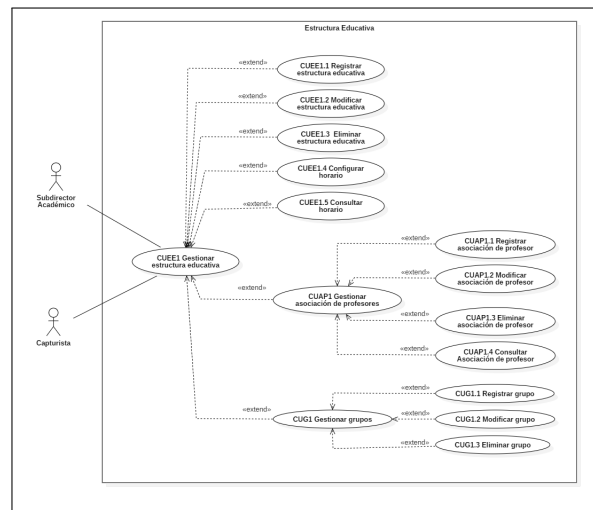 Estructura Educativa
«extend»
CUEE1.1 Registrar
estructura educativa
«extend»
CUEE1.2 Modificar
estructura educativa
«extend»
CUEE1.3 Eliminar
estructura educativa
«extend»
CUEE1.4 Configurar
horario
«extend»
CUEE1.5 Consultar
horario
Subdirector
Académico
CUEE1 Gestionar
estructura educativa
Capturista
«extend»
CUAP1 Gestionar
asociación de profesores
«extend»
CUAP1.1 Registrar
asociación de profesor
«extend»
CUAP1.2 Modificar
asociación de profesor
«extend»
CUAP1.3 Eliminar
asociación de profesor
«extend»
CUAP1.4 Consultar
Asociación de profesor
«extend»
CUG1 Gestionar grupos
«extend»
CUG1.1 Registrar grupo
«extend»
CUG1.2 Modificar grupo
«extend»
CUG1.3 Eliminar grupo